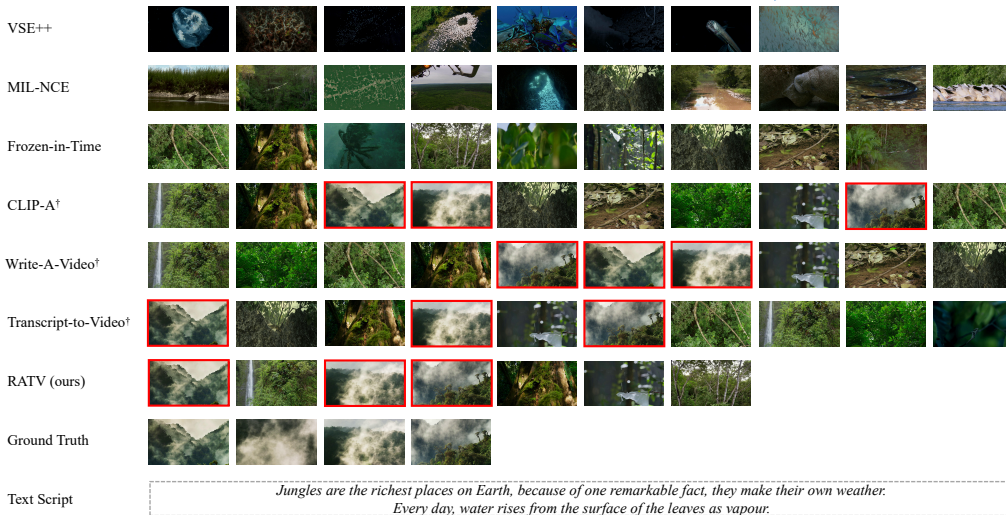 VSE++
MIL-NCE
Frozen-in-Time
CLIP-A†
Write-A-Video†
Transcript-to-Video†
RATV (ours)
Ground Truth
Text Script
Jungles are the richest places on Earth, because of one remarkable fact, they make their own weather.
Every day, water rises from the surface of the leaves as vapour.